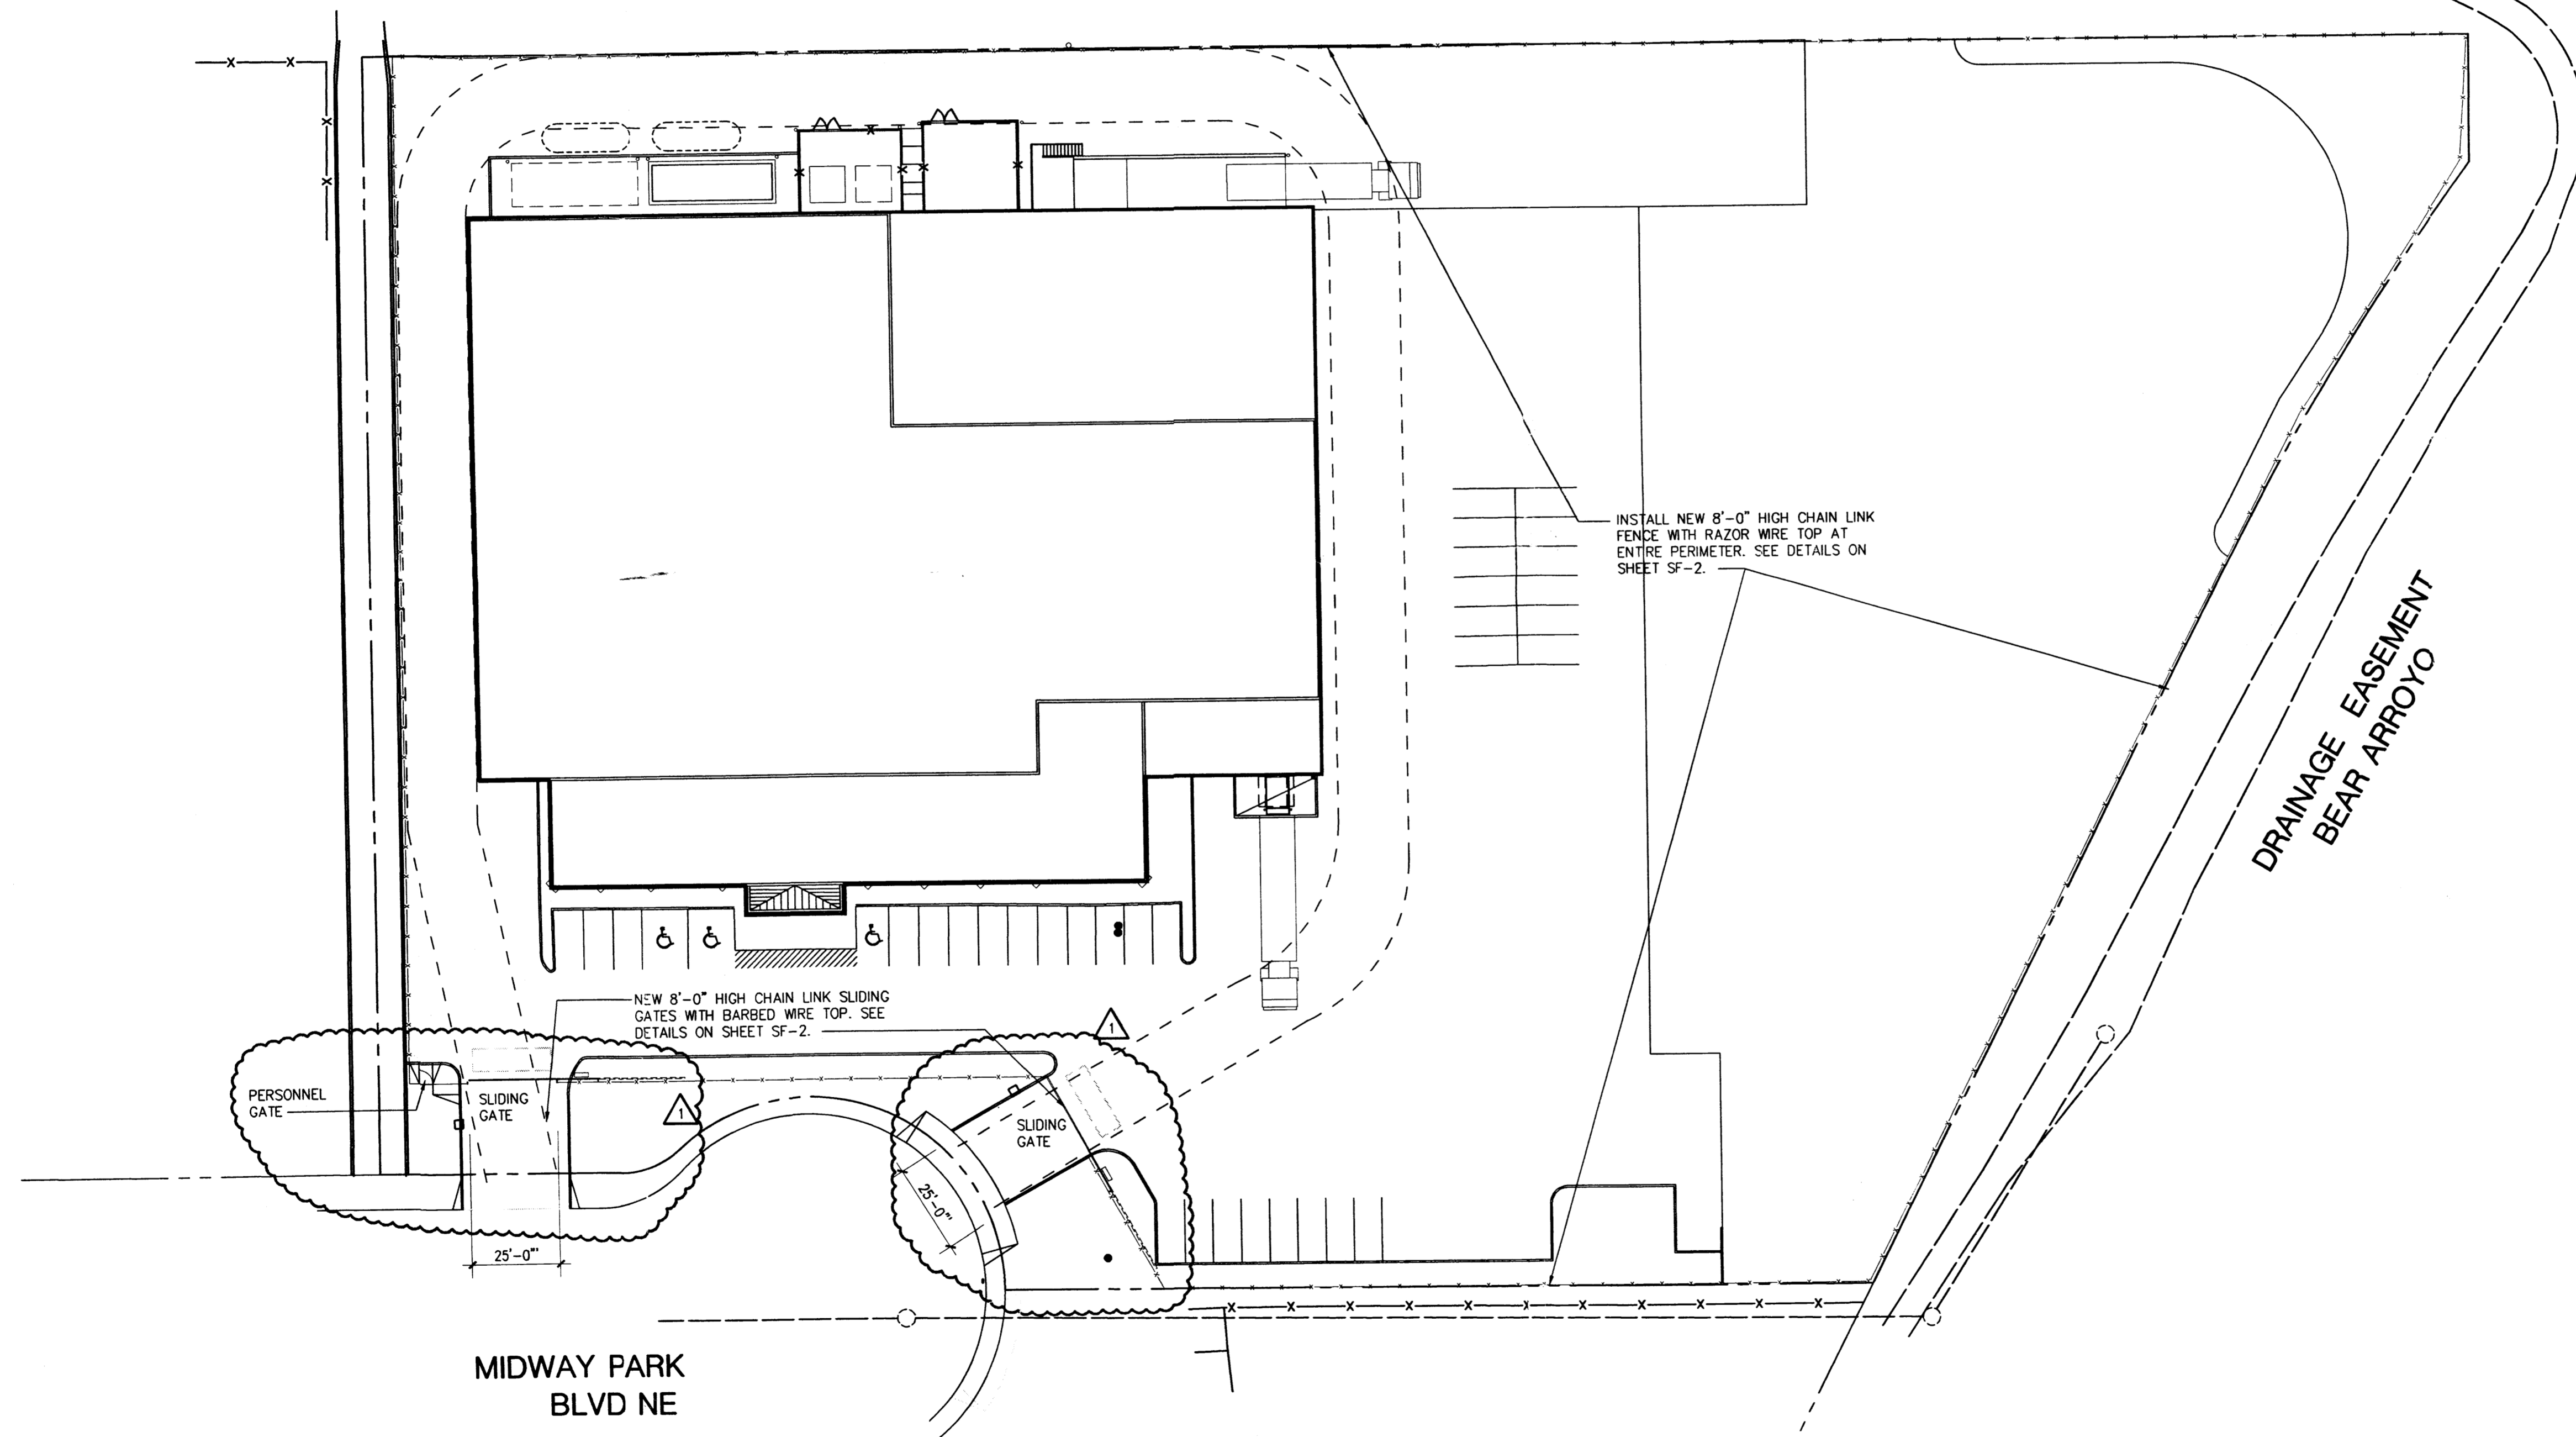 INSTALL NEW 8'-0" HIGH CHAIN LINK
FENCE WITH RAZOR WIRE TOP AT
ENTIRE PERIMETER. SEE DETAILS ON
SHEET SF-2.
DRAINAGE EASEMENT
BEAR ARROYO
NEW 8'-0" HIGH CHAIN LINK SLIDING
GATES WITH BARBED WIRE TOP. SEE
DETAILS ON SHEET SF-2.
1
PERSONNEL
GATE
SLIDING
GATE
1
SLIDING
GATE
25'-0"
25'-0"
MIDWAY PARK
BLVD NE